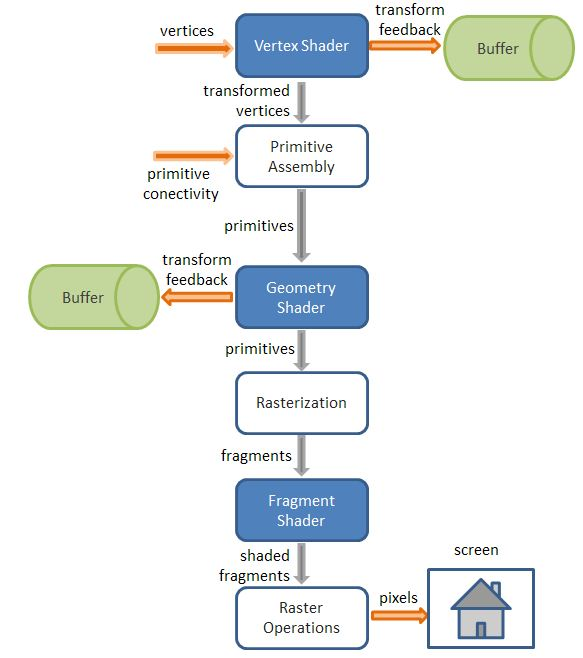 transform
feedback
vertices
Vertex Shader
Buffer
transformed
vertices
Primitive
Assembly
primitive
conectivity
primitives
transform
feedback
Buffer
Geometry
Shader
primitives
Rasterization
fragments
Fragment
Shader
shaded
fragments
screen
pixels
Raster
Operations